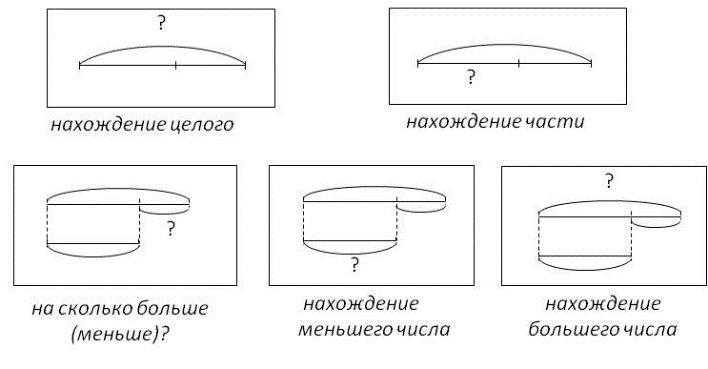 ?
?
нахождение целого
нахождение части
?
?
?
на сколько больше
(меньше)?
нахождение
меньшего числа
нахождение
большего числа